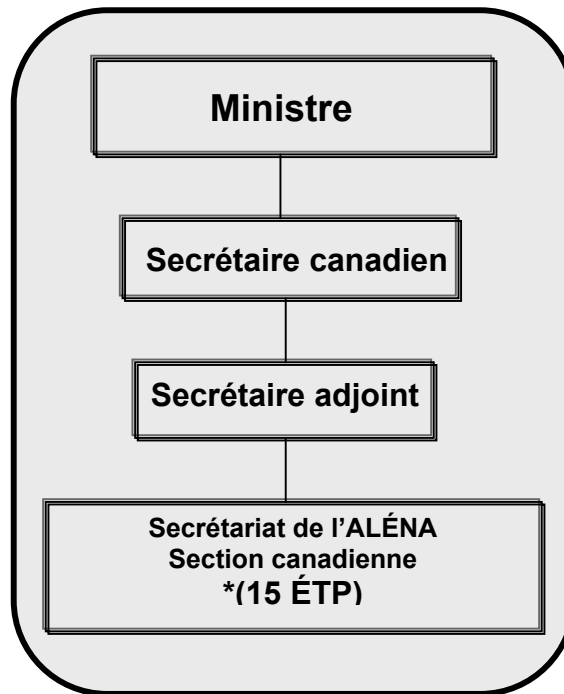 Ministre
Secrétaire canadien
Secrétaire adjoint
Secrétariat de l’ALÉNA
Section canadienne
*(15 ÉTP)